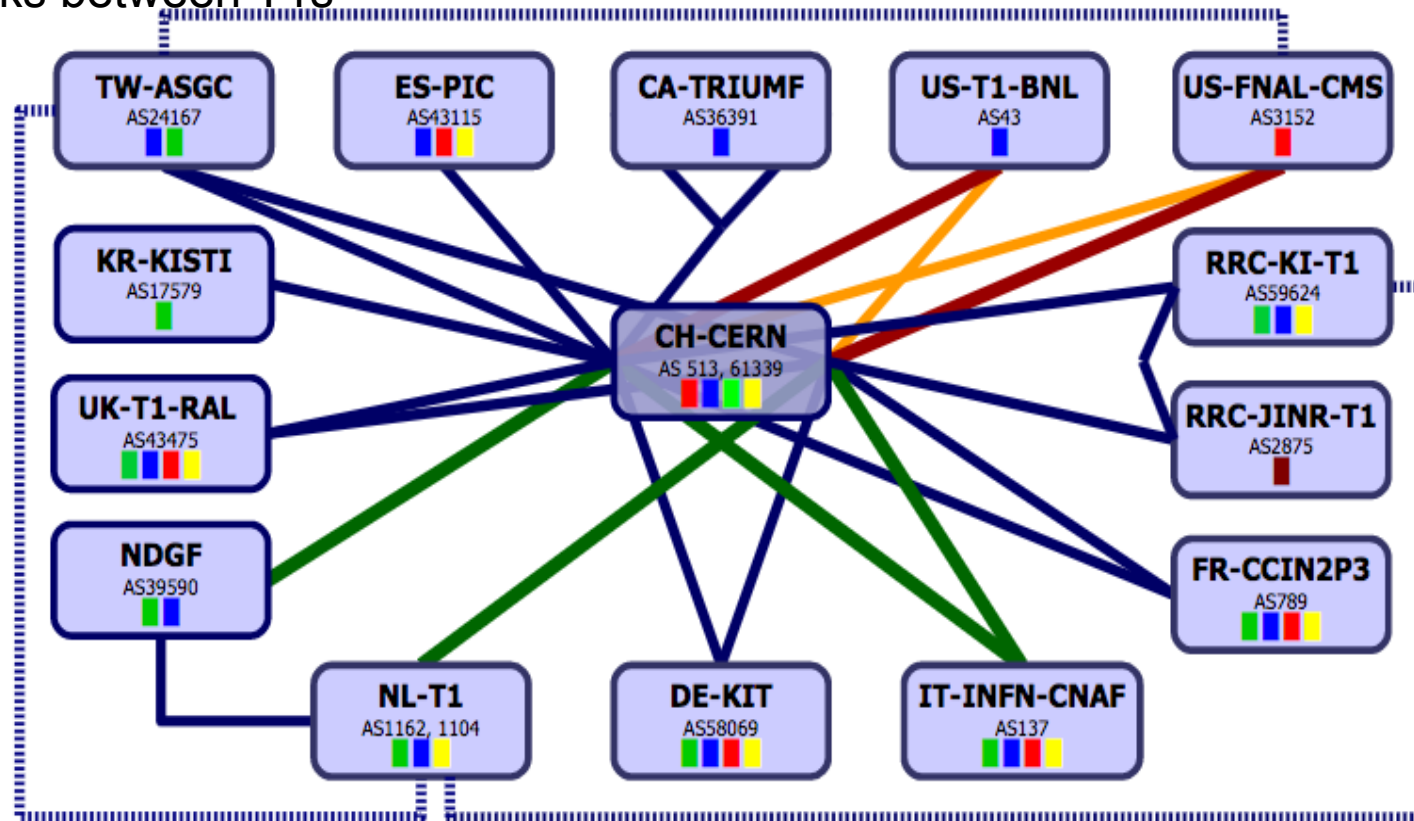 between T1s
TW-ASGC
AS24167
ES-PIC
AS43115
CA-TRIUMF
AS36391
US-T1-BNL
AS43
US-FNAL-CMS
AS3152
KR-KISTI
AS17579
RRC-KI-T1
AS59624
CH-CERN
AS 513, 61339
UK-T1-RAL
AS43475
RRC-JINR-T1
AS2875
NDGF
AS39590
FR-CCIN2P3
AS789
NL-T1
AS1162, 1104
DE-KIT
AS58069
IT-INFN-CNAF
AS137